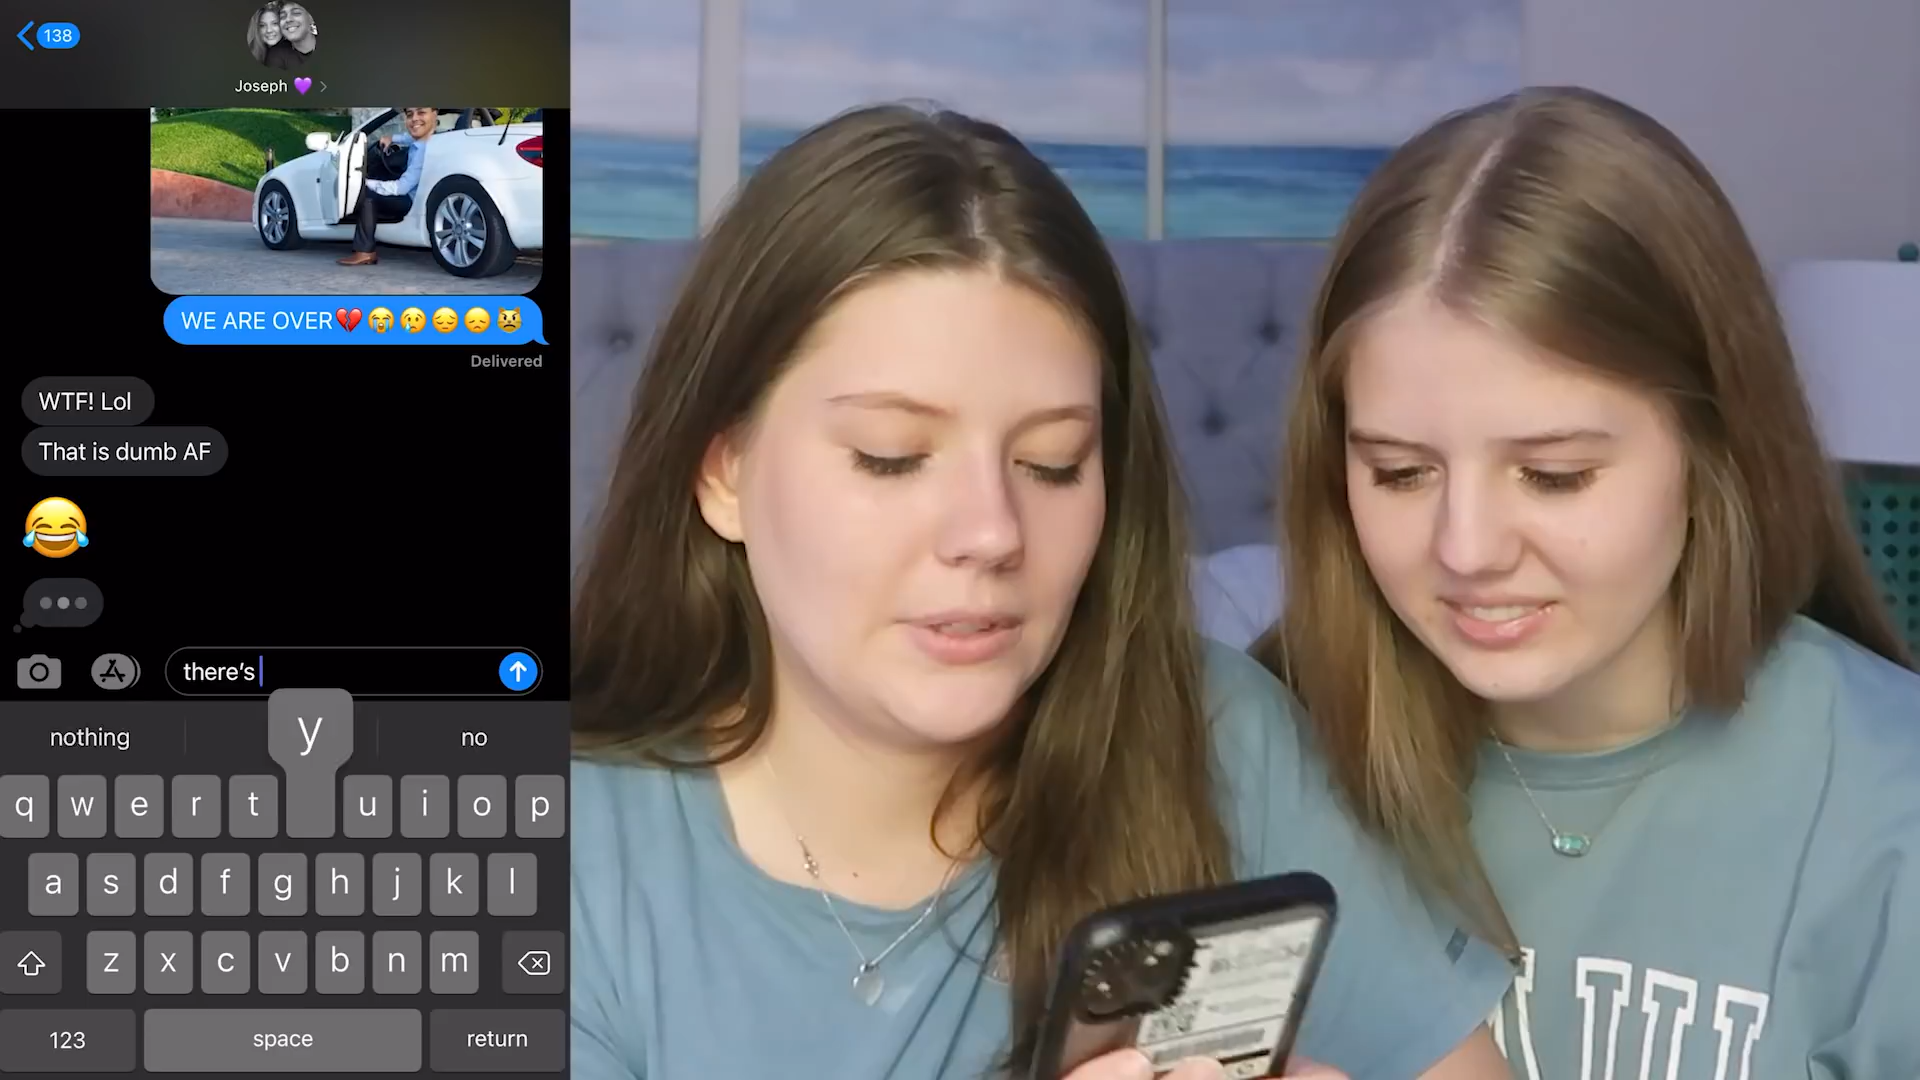 138
Joseph 💜 >
WE ARE OVER💔😭😢😔😞😾
Delivered
WTF! Lol
That is dumb AF
😂
there’s
nothing
no
y
q w e r t u i o p
a s d f g h j k l
z x c v b n m
123 space return